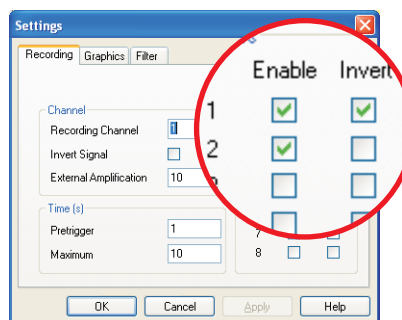 Settings
Recording Graphics Filter
Enable Invert
Channel
Recording Channel 1
Invert Signal
External Amplification 10
1
2
Time (s)
Pretrigger 1
Maximum 10
7
8
OK Cancel Apply Help